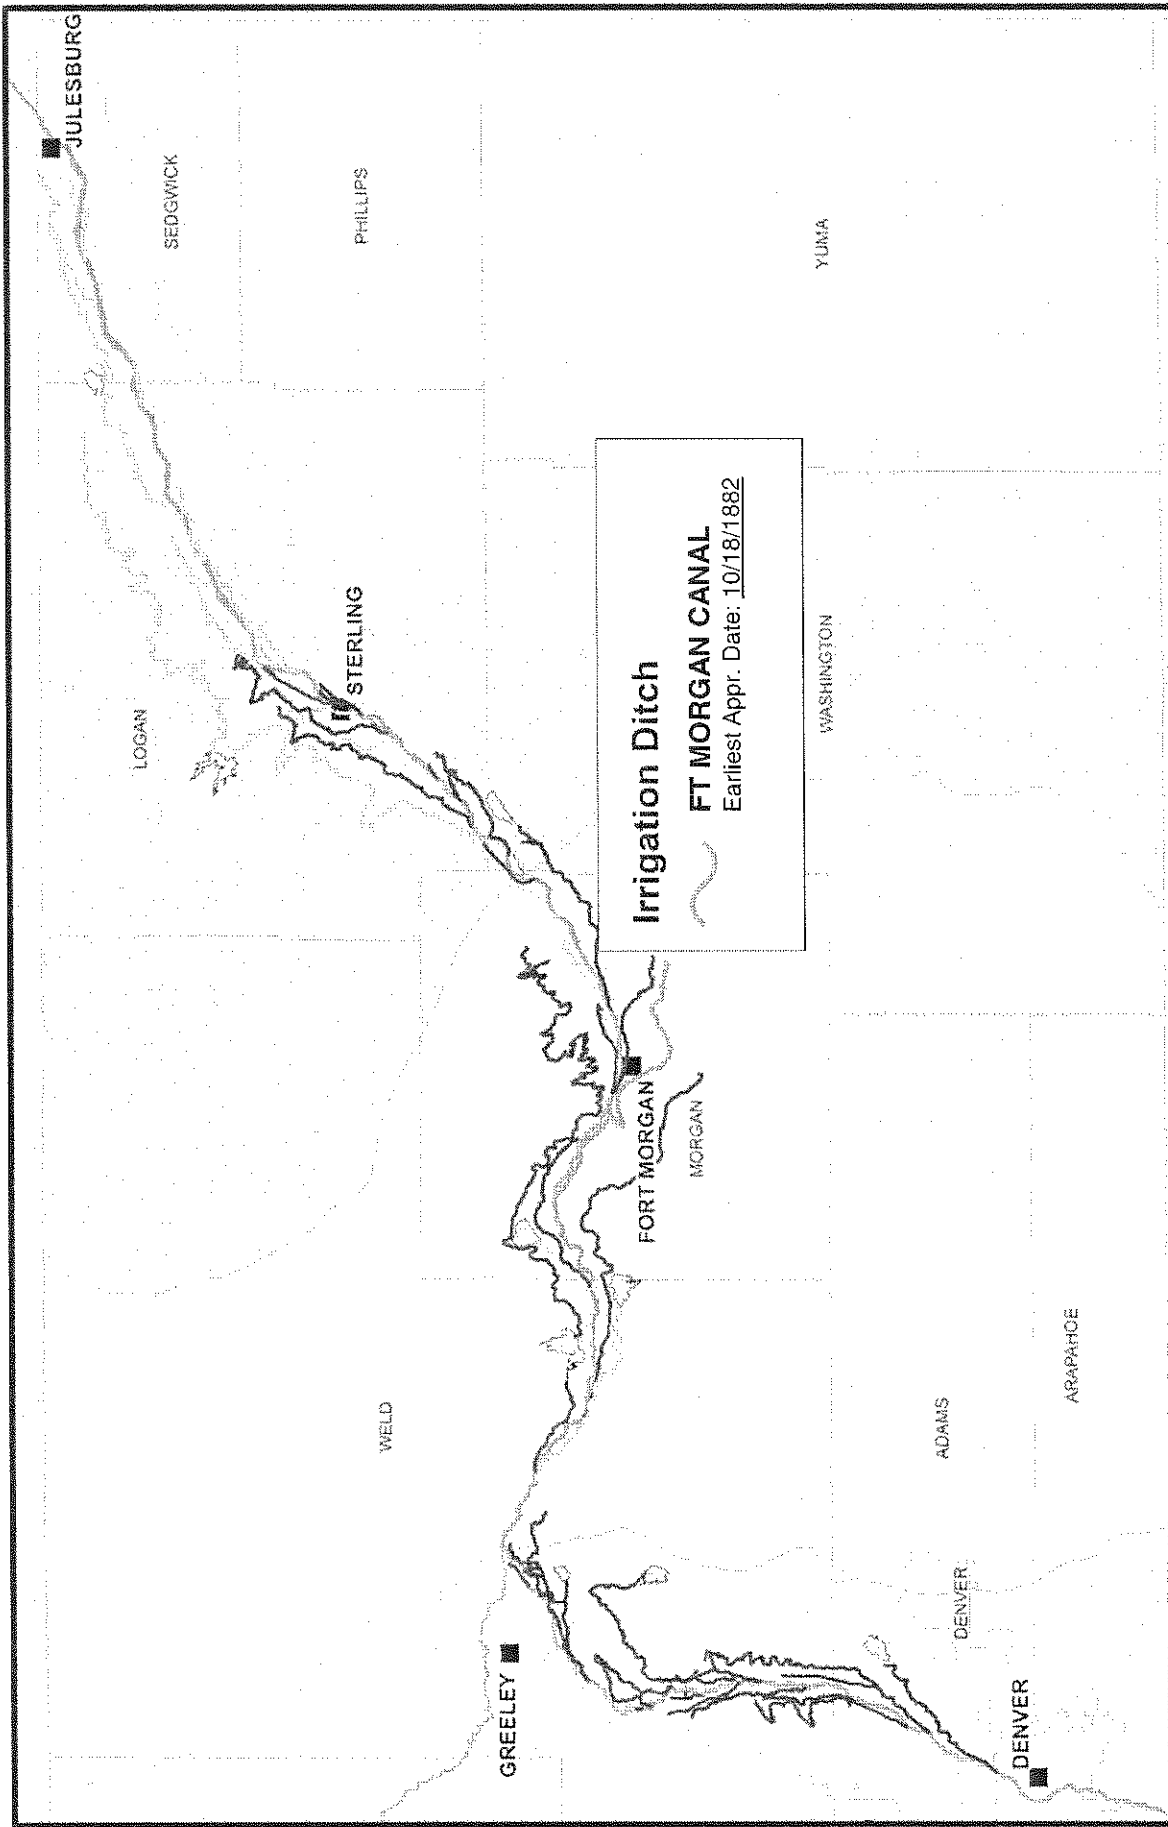 JULESBURG
SEDGWICK
PHILLIPS
YUMA
LOGAN
STERLING
Irrigation Ditch
FT MORGAN CANAL
Earliest Appr. Date: 10/18/1882
WASHINGTON
FORT MORGAN
MORGAN
WELD
ADAMS
ARAPAHOE
GREELEY
DENVER
DENVER